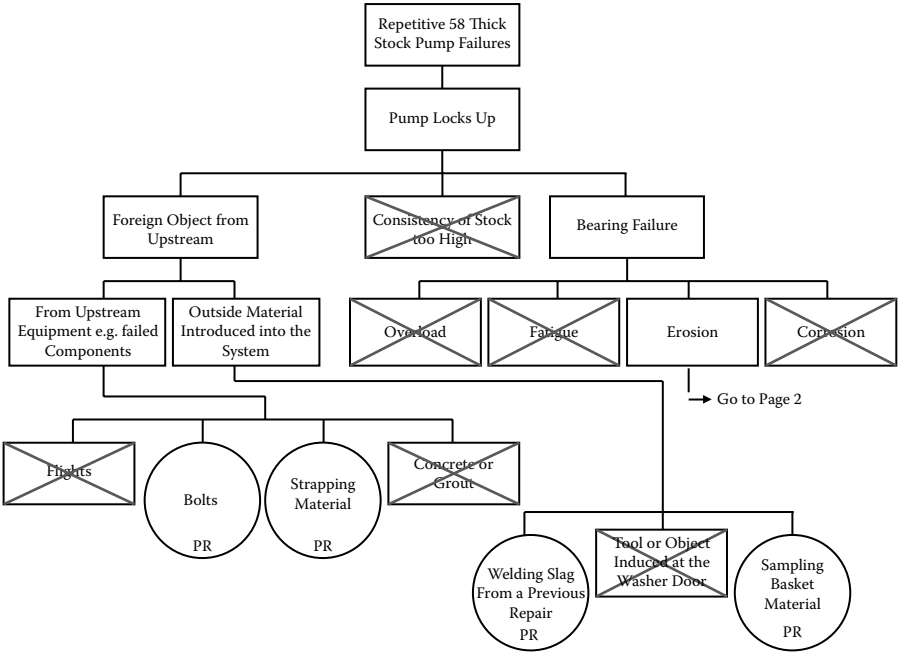 Repetitive 58 Thick
Stock Pump Failures
Pump Locks Up
Foreign Object from
Upstream
Consistency of Stock
too High
Bearing Failure
From Upstream
Equipment e.g. failed
Components
Outside Material
Introduced into the
System
Overload
Fatigue
Erosion
Corrosion
Go to Page 2
Flights
Bolts
PR
Strapping
Material
PR
Concrete or
Grout
Welding Slag
From a Previous
Repair
PR
Tool or Object
Induced at the
Washer Door
Sampling
Basket
Material
PR